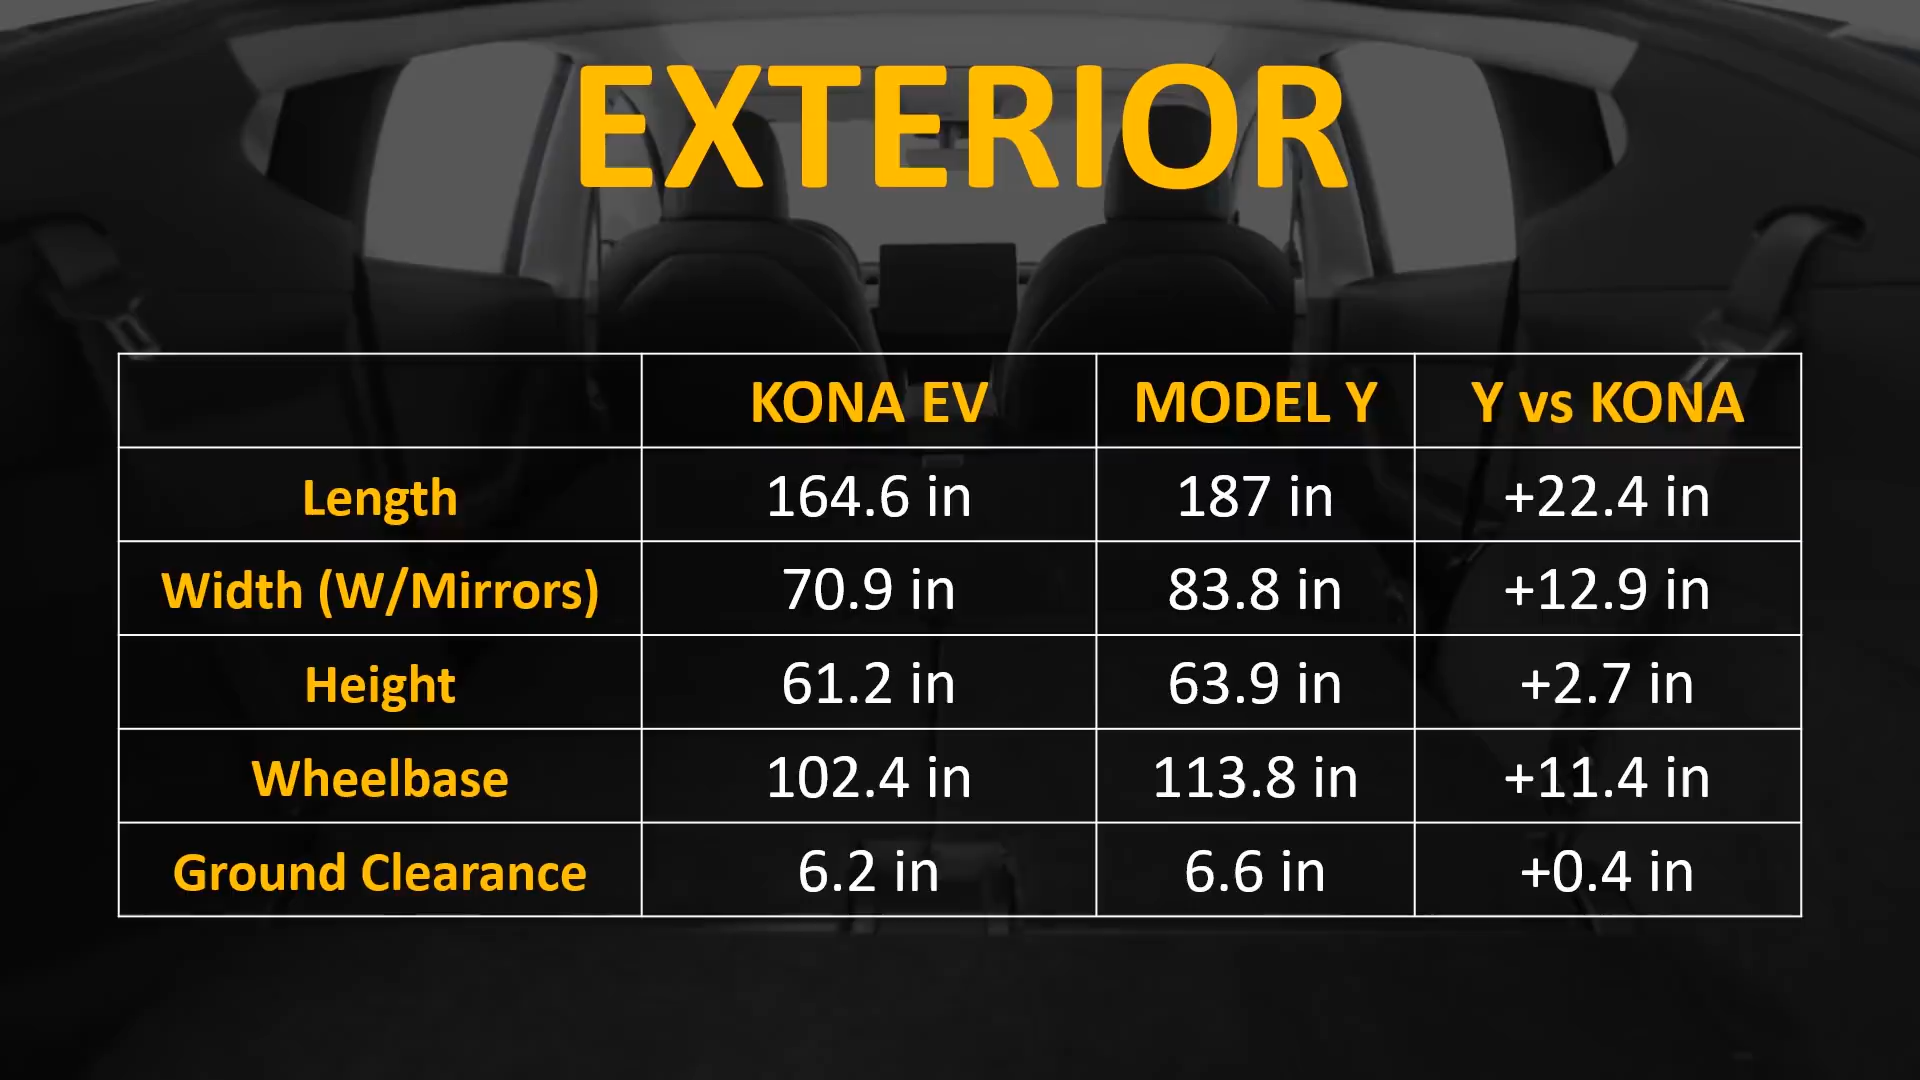 EXTERIOR
KONA EV MODEL Y Y vs KONA
Length 164.6 in 187 in +22.4 in
Width (W/Mirrors) 70.9 in 83.8 in +12.9 in
Height 61.2 in 63.9 in +2.7 in
Wheelbase 102.4 in 113.8 in +11.4 in
Ground Clearance 6.2 in 6.6 in +0.4 in